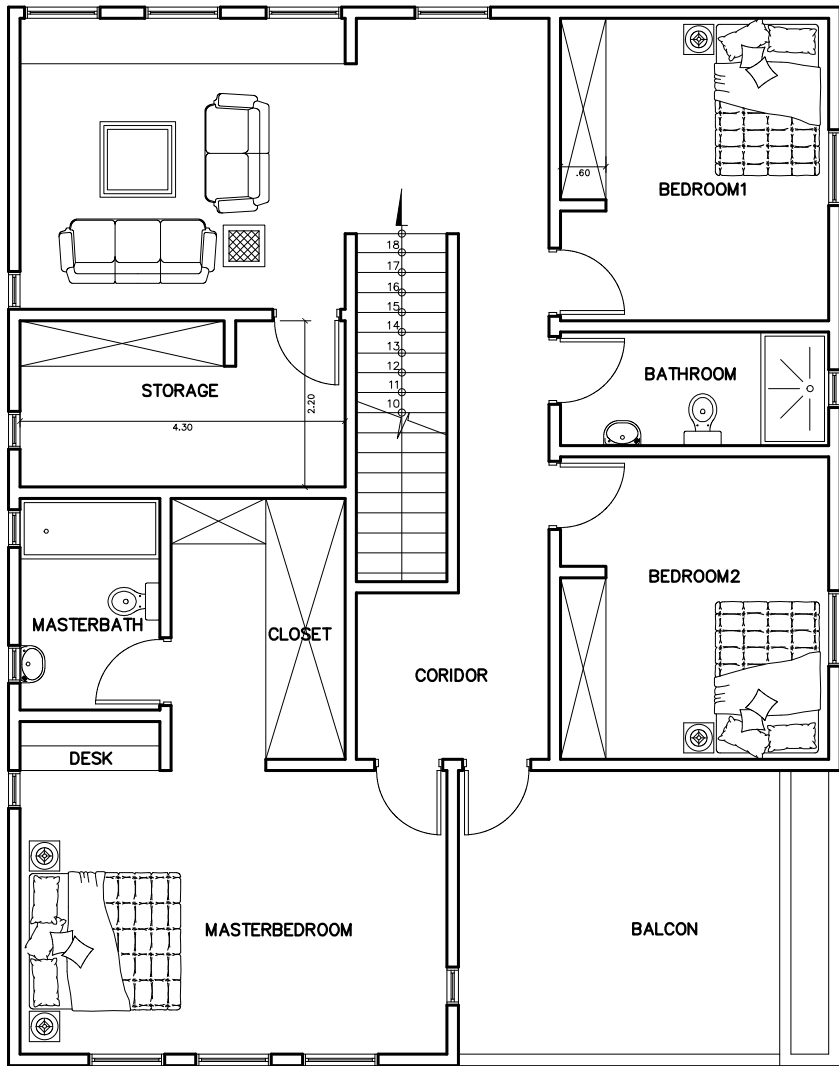 .60
BEDROOM1
18
17
16
15
14
13
12
11
10
STORAGE
2.20
4.30
BATHROOM
BEDROOM2
MASTERBATH
CLOSET
CORIDOR
DESK
MASTERBEDROOM
BALCON